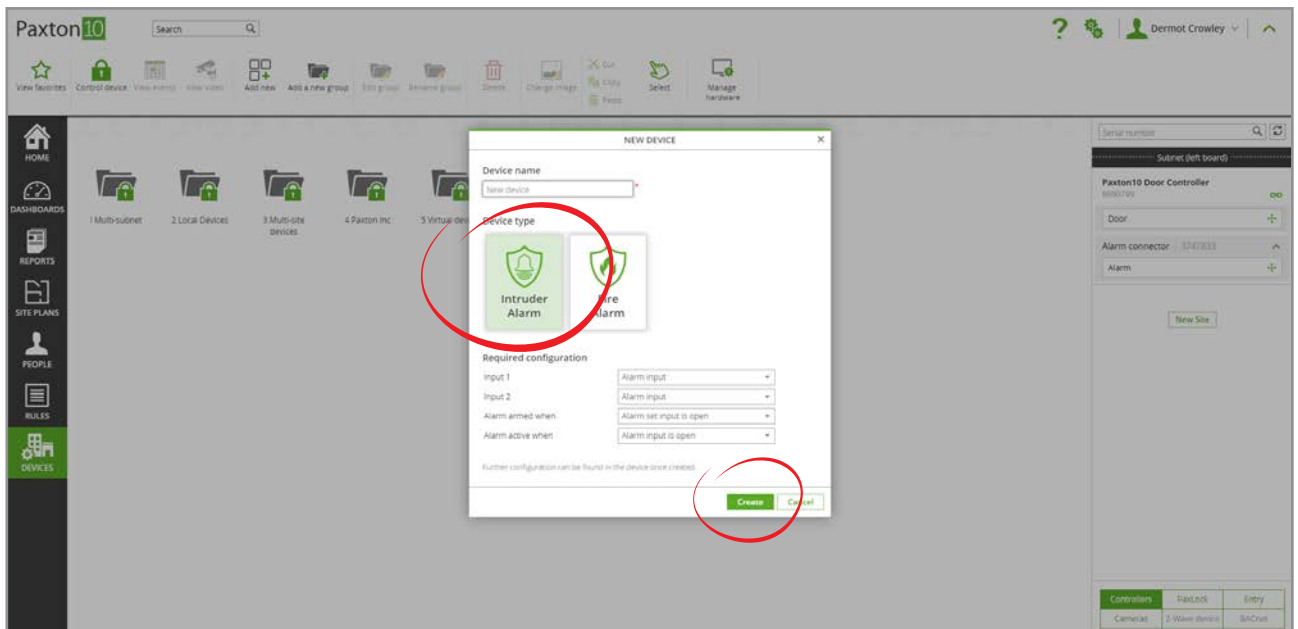 Paxton10
Search
Dermot Crowley
View favorites
Control device
View events
View video
Add new
Add a new group
Edit group
Rename group
Delete
Change image
Cut
Copy
Paste
Select
Manage hardware
HOME
DASHBOARDS
REPORTS
SITE PLANS
PEOPLE
RULES
DEVICES
1 Multi-subnet
2 Local Devices
3 Multi-site devices
4 Paxton Inc
5 Virtual dev
NEW DEVICE
Device name
New device
*
Device type
Intruder
Alarm
Fire
Alarm
Required configuration
Input 1
Alarm input
Input 2
Alarm input
Alarm armed when
Alarm set input is open
Alarm active when
Alarm input is open
Further configuration can be found in the device once created
Create
Cancel
Serial number
Subnet (left board)
Paxton10 Door Controller
Door
Alarm connector
Alarm
New Site
Controllers
PaxLock
Entry
Cameras
Z-Wave device
BACnet